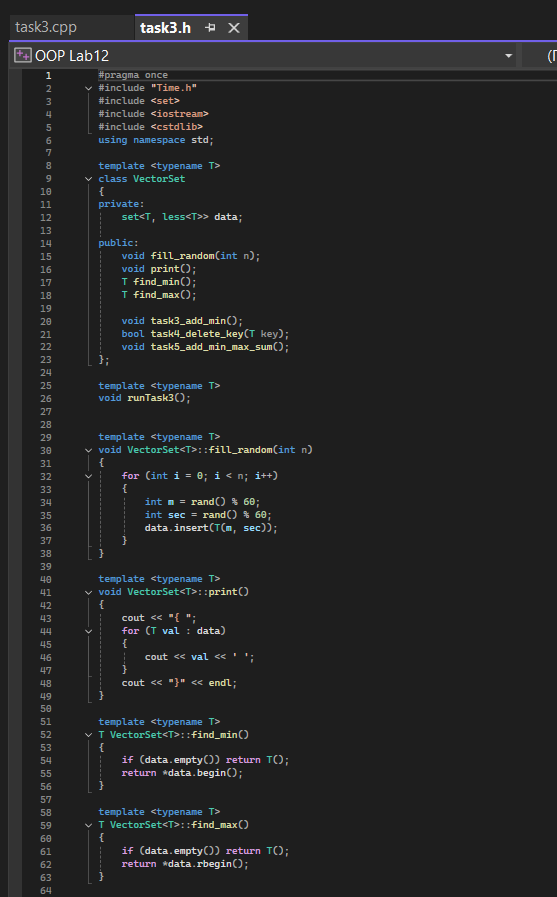 task3.cpp
task3.h
OOP Lab12
1 #pragma once
2 #include "Time.h"
3 #include <set>
4 #include <iostream>
5 #include <cstdlib>
6 using namespace std;
7
8 template <typename T>
9 class VectorSet
10 {
11 private:
12 set<T, less<T>> data;
13
14 public:
15 void fill_random(int n);
16 void print();
17 T find_min();
18 T find_max();
19
20 void task3_add_min();
21 bool task4_delete_key(T key);
22 void task5_add_min_max_sum();
23 };
24
25 template <typename T>
26 void runTask3();
27
28
29 template <typename T>
30 void VectorSet<T>::fill_random(int n)
31 {
32 for (int i = 0; i < n; i++)
33 {
34 int m = rand() % 60;
35 int sec = rand() % 60;
36 data.insert(T(m, sec));
37 }
38 }
39
40 template <typename T>
41 void VectorSet<T>::print()
42 {
43 cout << "{ ";
44 for (T val : data)
45 {
46 cout << val << ' ';
47 }
48 cout << "}" << endl;
49 }
50
51 template <typename T>
52 T VectorSet<T>::find_min()
53 {
54 if (data.empty()) return T();
55 return *data.begin();
56 }
57
58 template <typename T>
59 T VectorSet<T>::find_max()
60 {
61 if (data.empty()) return T();
62 return *data.rbegin();
63 }
64